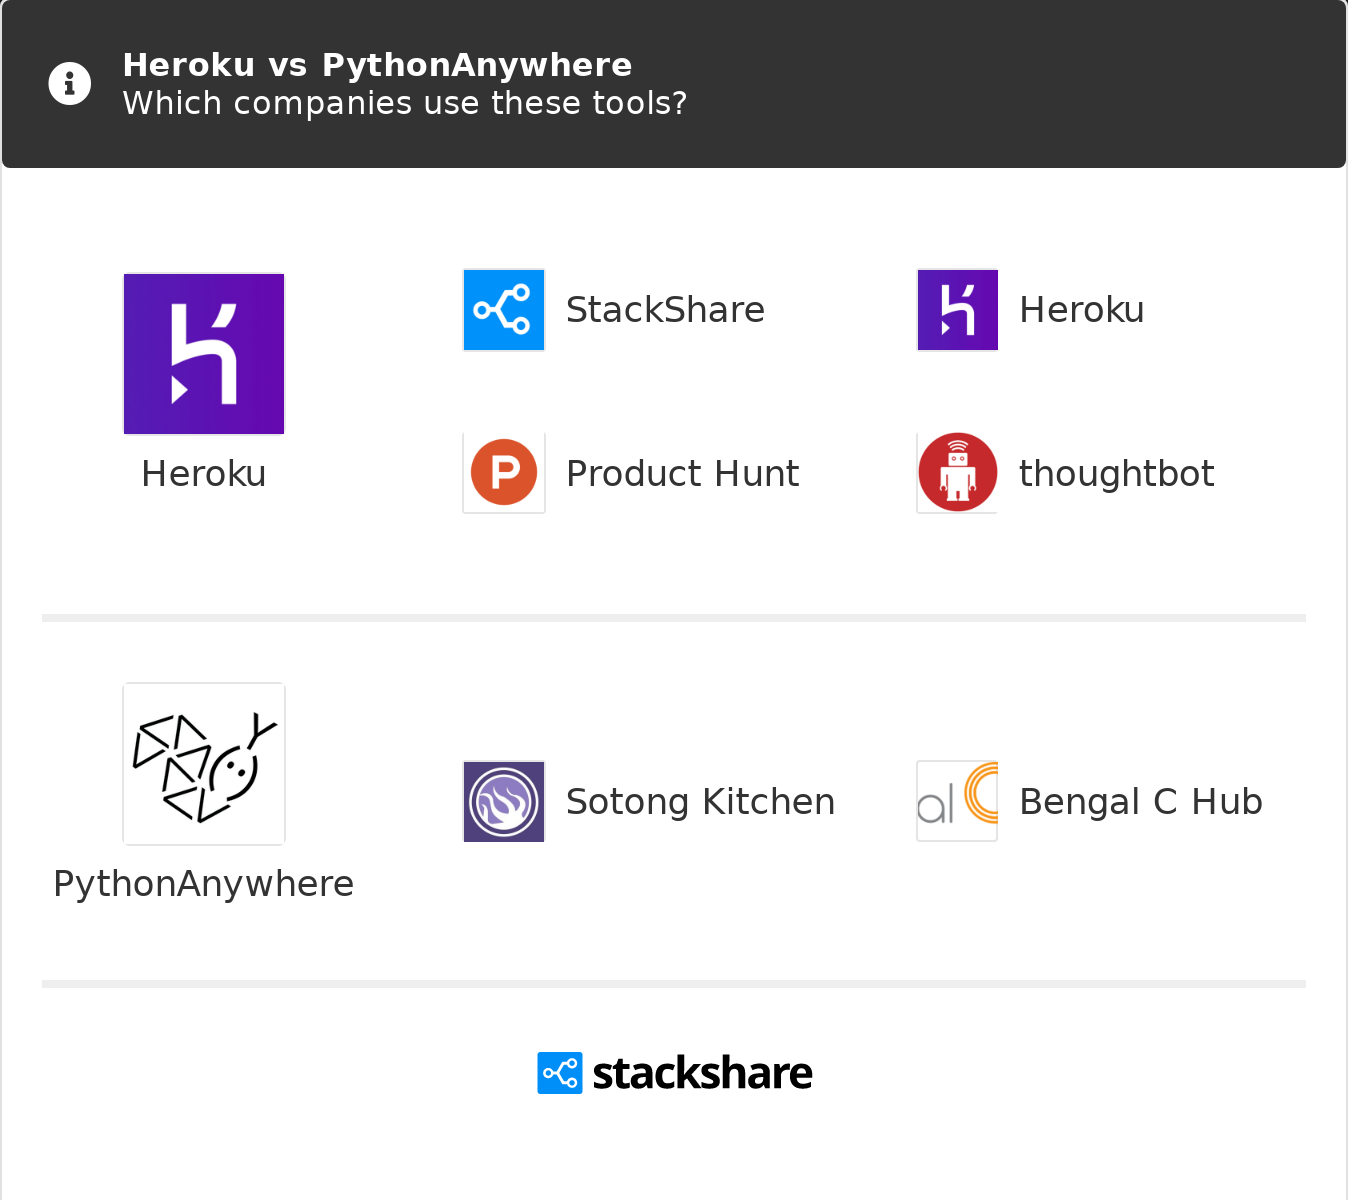 Heroku vs PythonAnywhere
Which companies use these tools?
Heroku
StackShare
Heroku
Product Hunt
thoughtbot
PythonAnywhere
Sotong Kitchen
al C
Bengal C Hub
stackshare